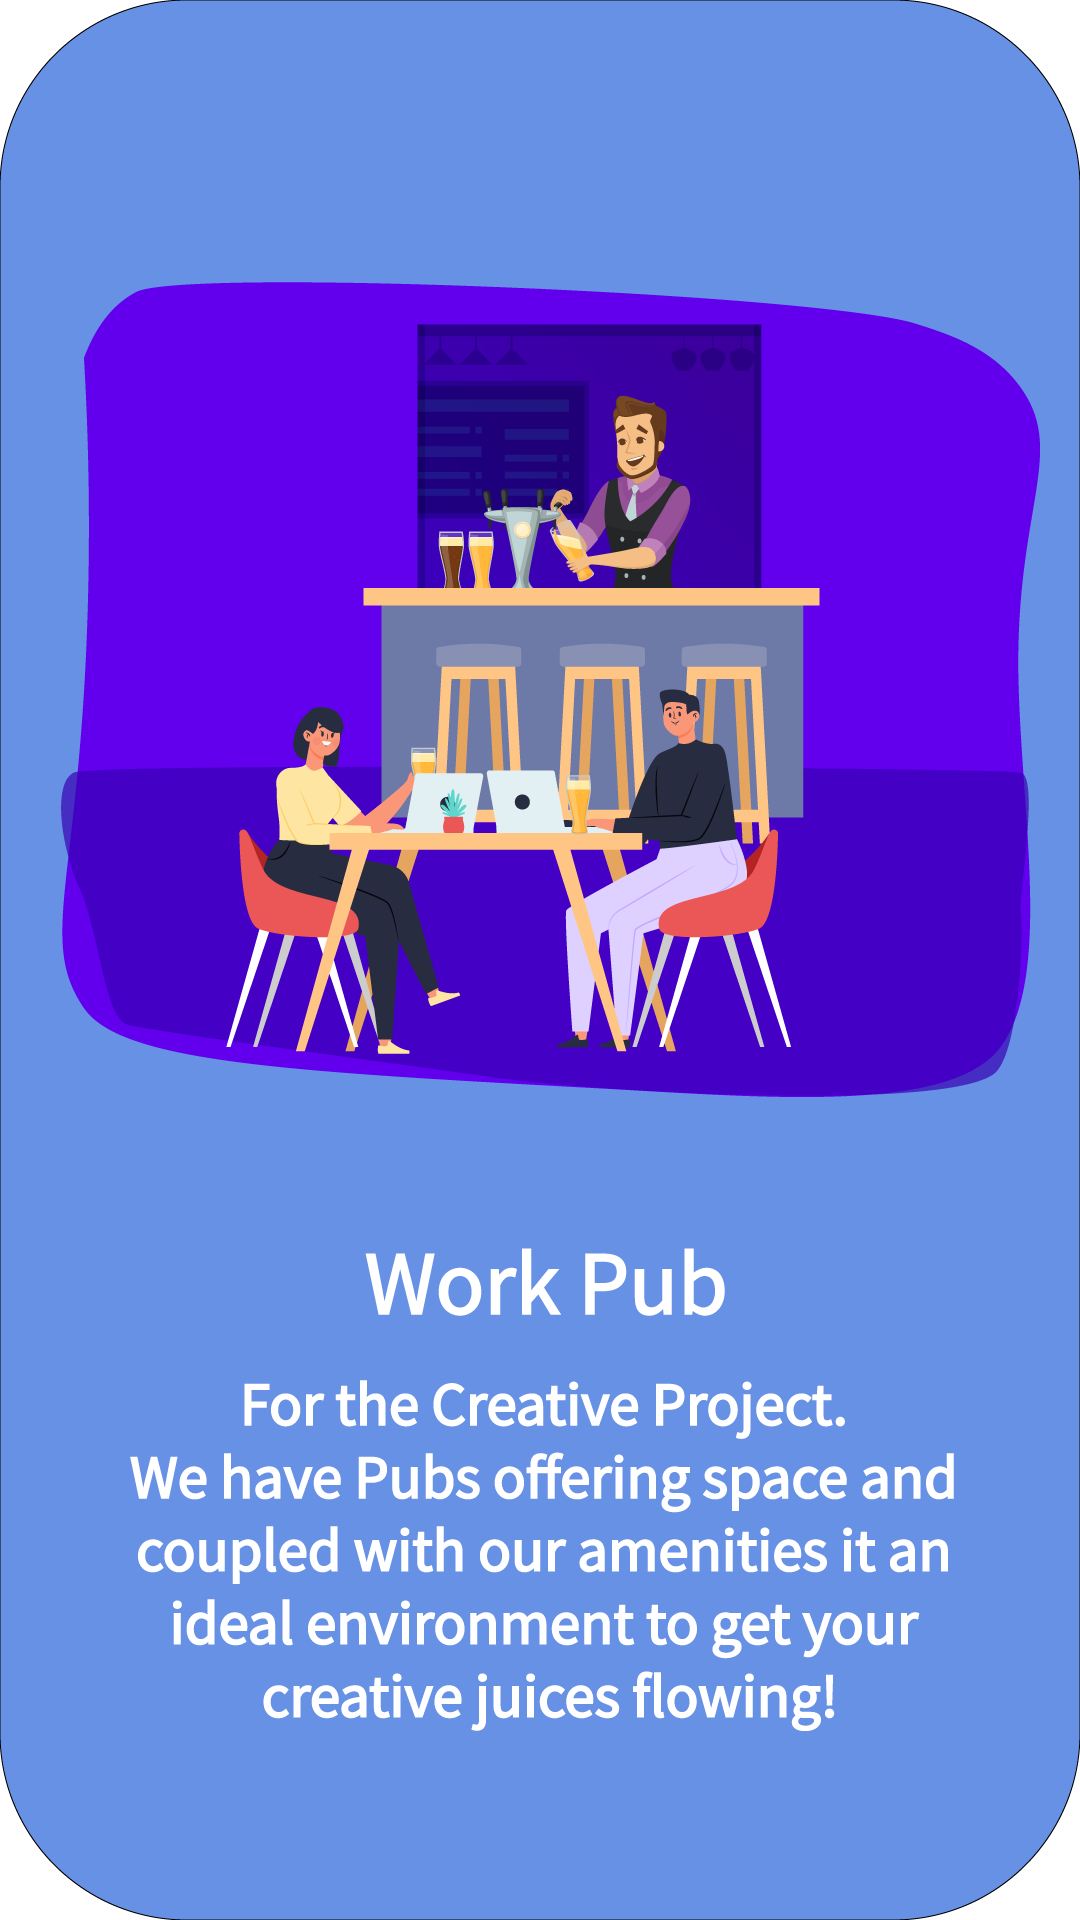 Work Pub
For the Creative Project.
We have Pubs offering space and
coupled with our amenities it an
ideal environment to get your
creative juices flowing!